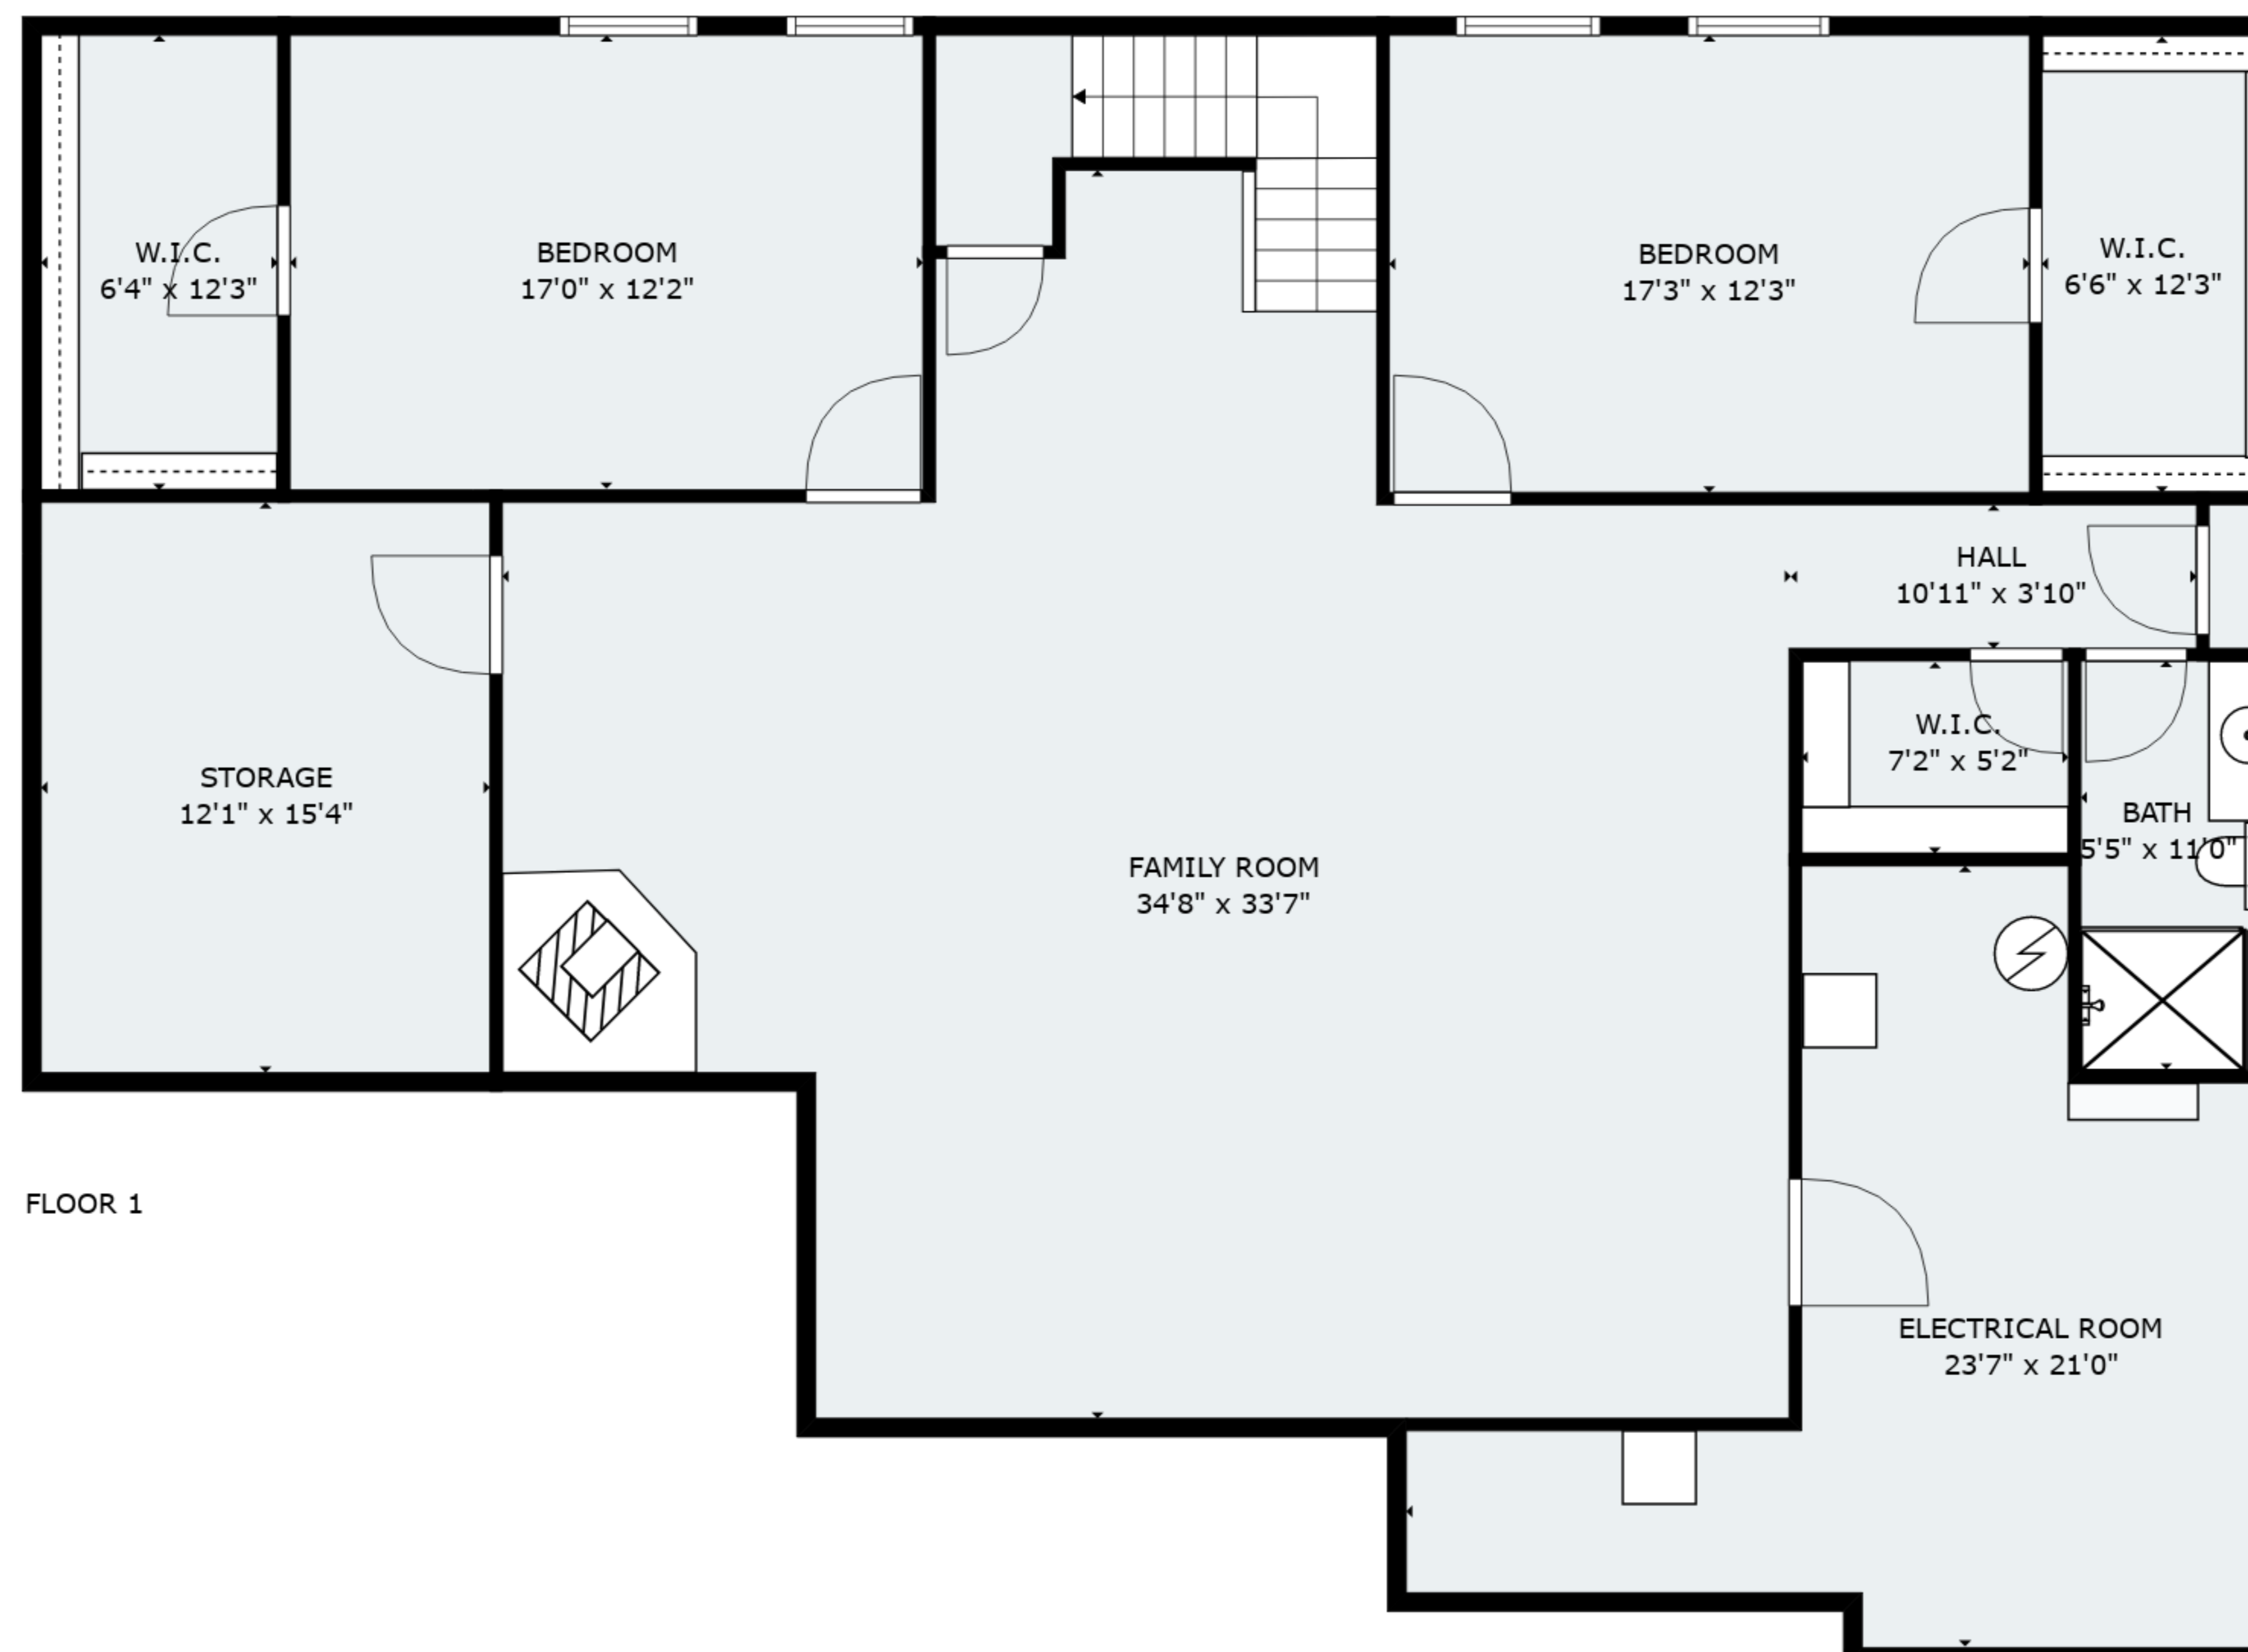 W.I.C.
6'4" x 12'3"
BEDROOM
17'0" x 12'2"
BEDROOM
17'3" x 12'3"
W.I.C.
6'6" x 12'3"
HALL
10'11" x 3'10"
STORAGE
12'1" x 15'4"
FAMILY ROOM
34'8" x 33'7"
W.I.C.
7'2" x 5'2"
BATH
5'5" x 11'0"
FLOOR 1
ELECTRICAL ROOM
23'7" x 21'0"